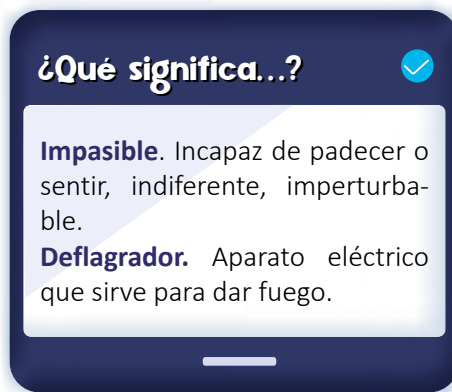 ¿Qué significa...?
Impasible. Incapaz de padecer o
sentir, indiferente, imperturba-
ble.
Deflagrador. Aparato eléctrico
que sirve para dar fuego.